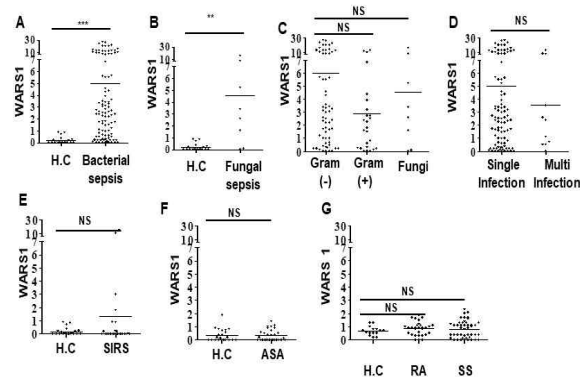 A
***
WARS1
30
10
7
6
5
4
3
2
1
0
H.C
Bacterial
sepsis
B
**
WARS1
30
10
7
6
5
4
3
2
1
0
H.C
Fungal
sepsis
C
NS
NS
WARS1
30
10
7
6
5
4
3
2
1
0
Gram
(-)
Gram
(+)
Fungi
D
NS
WARS1
30
10
7
6
5
4
3
2
1
0
Single
Infection
Multi
Infection
E
NS
WARS1
30
10
7
6
5
4
3
2
1
0
H.C
SIRS
F
NS
WARS1
30
10
7
6
5
4
3
2
1
0
H.C
ASA
G
NS
NS
WARS 1
30
10
7
6
5
4
3
2
1
0
H.C
RA
SS